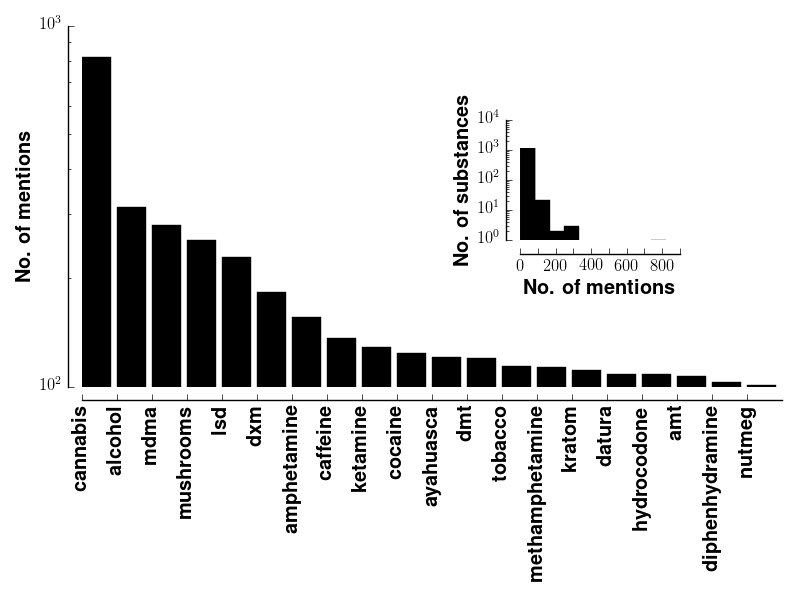 10³
No. of mentions
10²
cannabis
alcohol
mdma
mushrooms
lsd
dxm
amphetamine
caffeine
ketamine
cocaine
ayahuasca
dmt
tobacco
methamphetamine
kratom
datura
hydrocodone
amt
diphenhydramine
nutmeg
No. of substances
10⁴
10³
10²
10¹
10⁰
0 200 400 600 800
No. of mentions